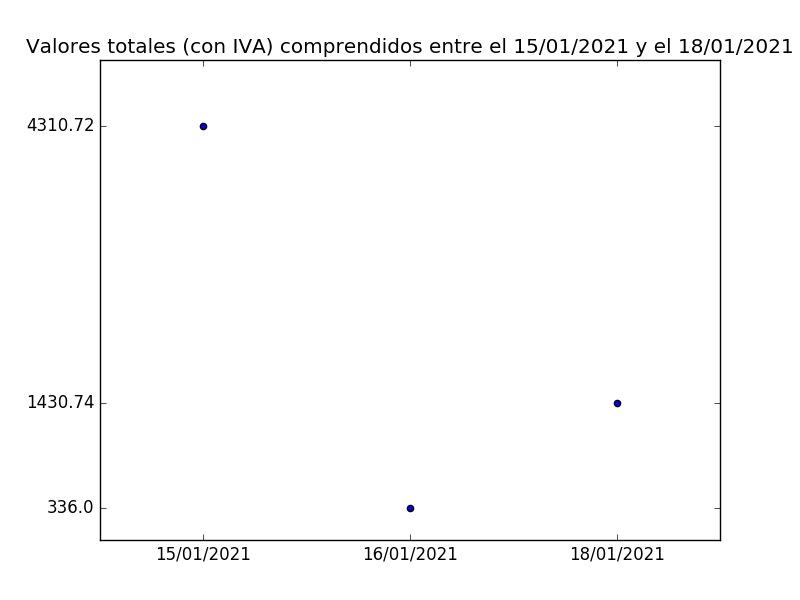 Valores totales (con IVA) comprendidos entre el 15/01/2021 y el 18/01/2021
4310.72
1430.74
336.0
15/01/2021 16/01/2021 18/01/2021